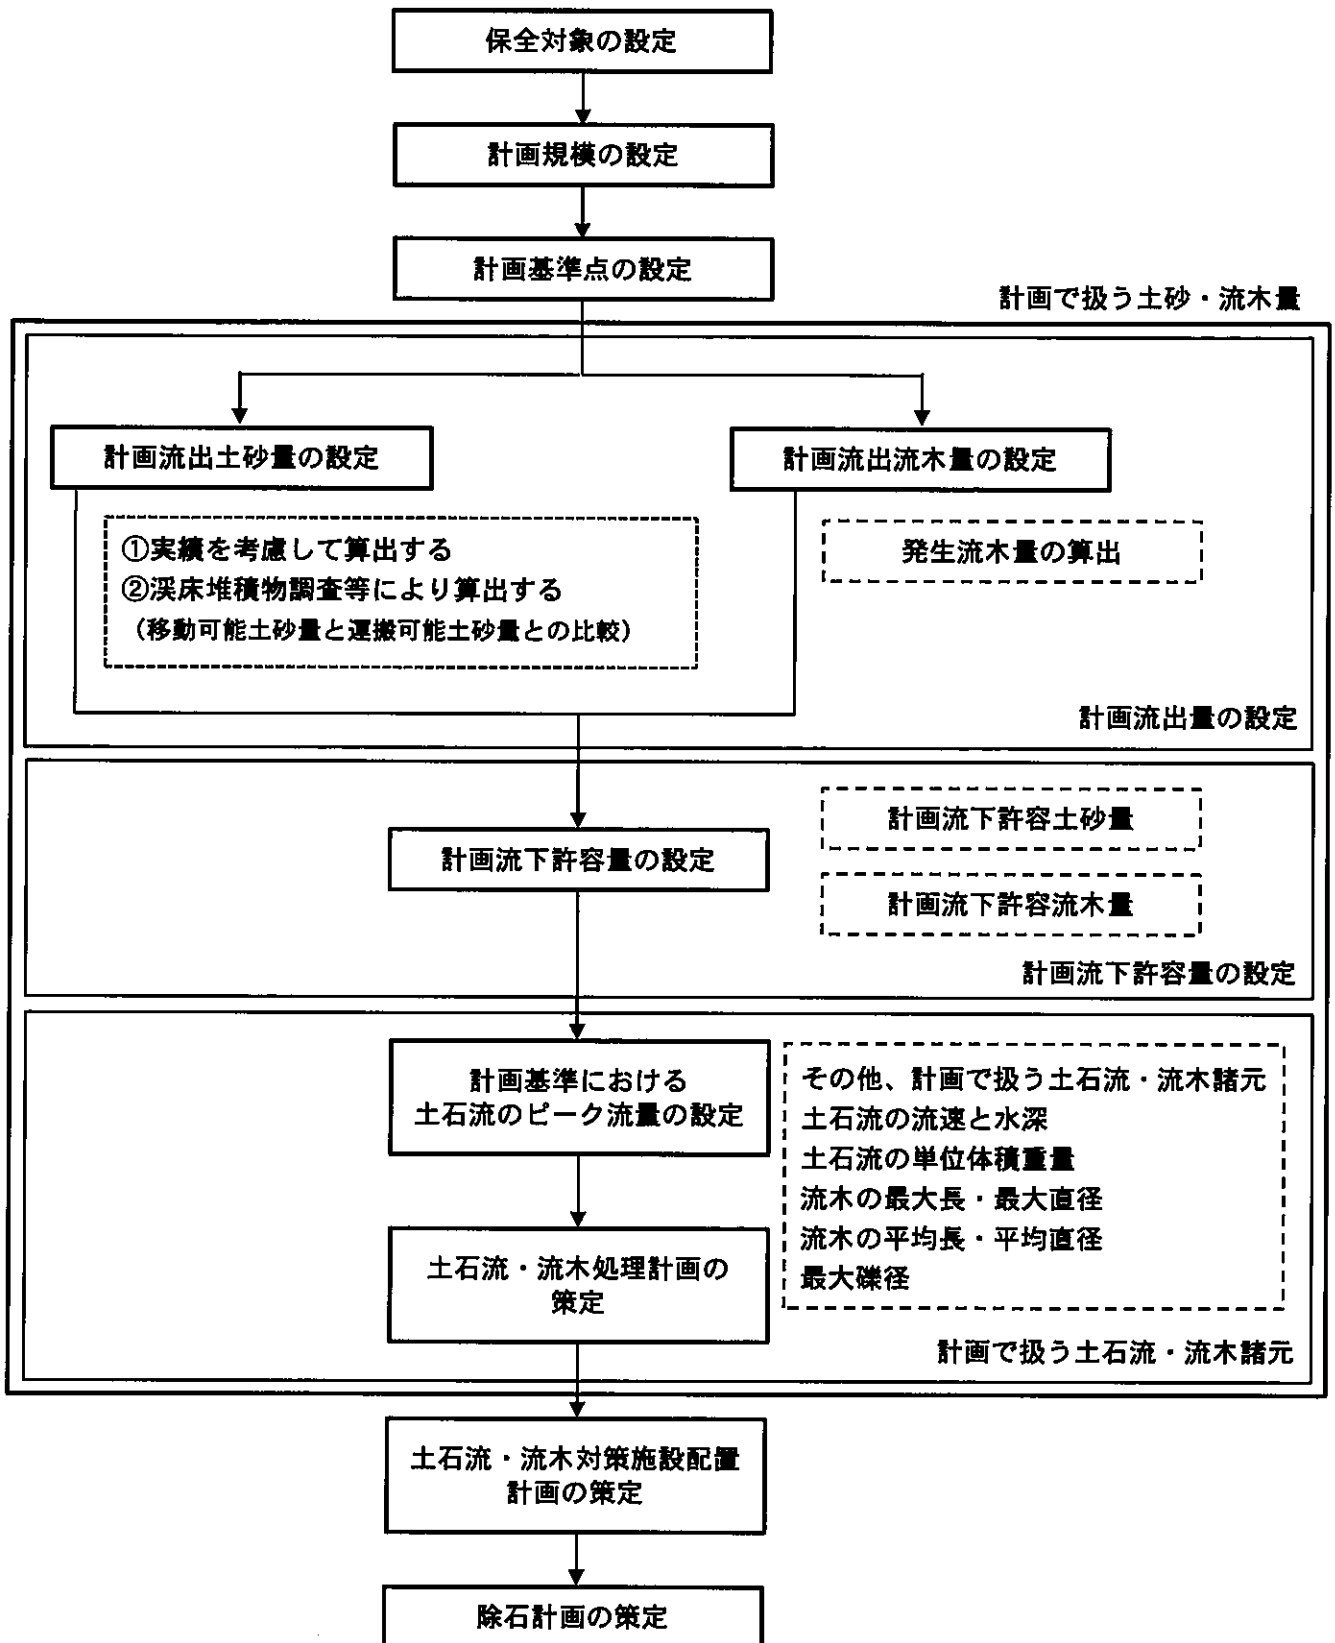 保全対象の設定
計画規模の設定
計画基準点の設定
計画で扱う土砂・流木量
計画流出土砂量の設定
計画流出流木量の設定
①実績を考慮して算出する
②渓床堆積物調査等により算出する
（移動可能土砂量と運搬可能土砂量との比較）
発生流木量の算出
計画流出量の設定
計画流下許容土砂量
計画流下許容量の設定
計画流下許容流木量
計画流下許容量の設定
計画基準における
土石流のピーク流量の設定
その他、計画で扱う土石流・流木諸元
土石流の流速と水深
土石流の単位体積重量
流木の最大長・最大直径
流木の平均長・平均直径
最大礫径
土石流・流木処理計画の
策定
計画で扱う土石流・流木諸元
土石流・流木対策施設配置
計画の策定
除石計画の策定